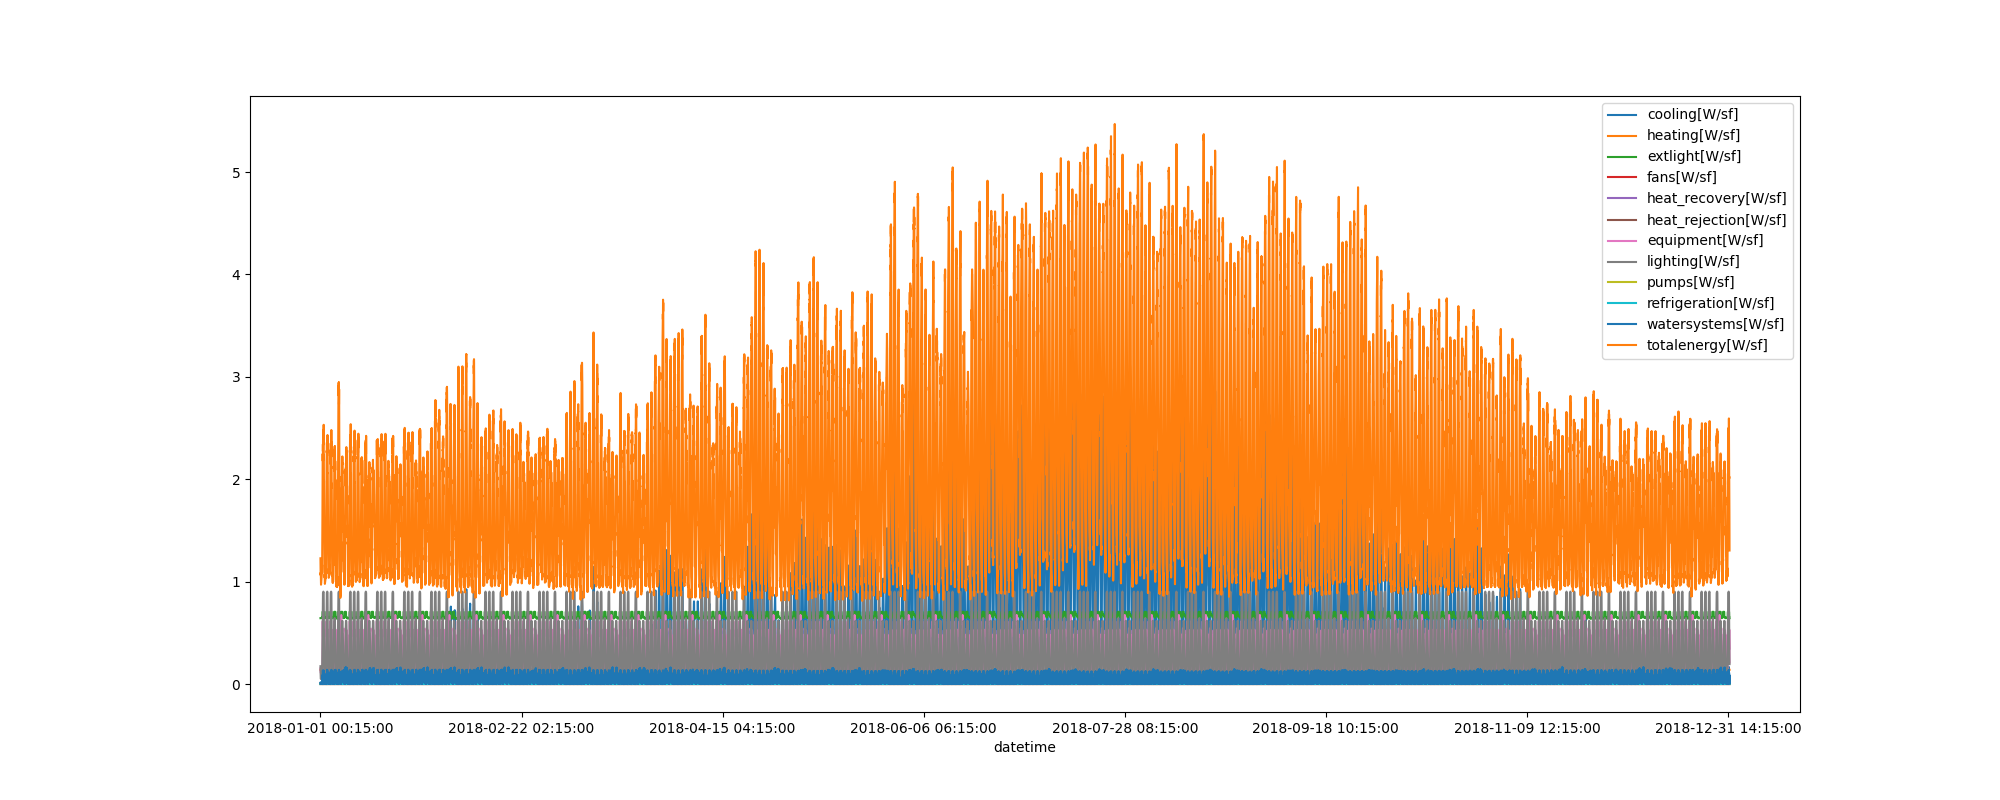 cooling[W/sf]
heating[W/sf]
extlight[W/sf]
fans[W/sf]
heat_recovery[W/sf]
heat_rejection[W/sf]
equipment[W/sf]
lighting[W/sf]
pumps[W/sf]
refrigeration[W/sf]
watersystems[W/sf]
totalenergy[W/sf]
5
4
3
2
1
0
2018-01-01 00:15:00 2018-02-22 02:15:00 2018-04-15 04:15:00 2018-06-06 06:15:00 2018-07-28 08:15:00 2018-09-18 10:15:00 2018-11-09 12:15:00 2018-12-31 14:15:00
datetime